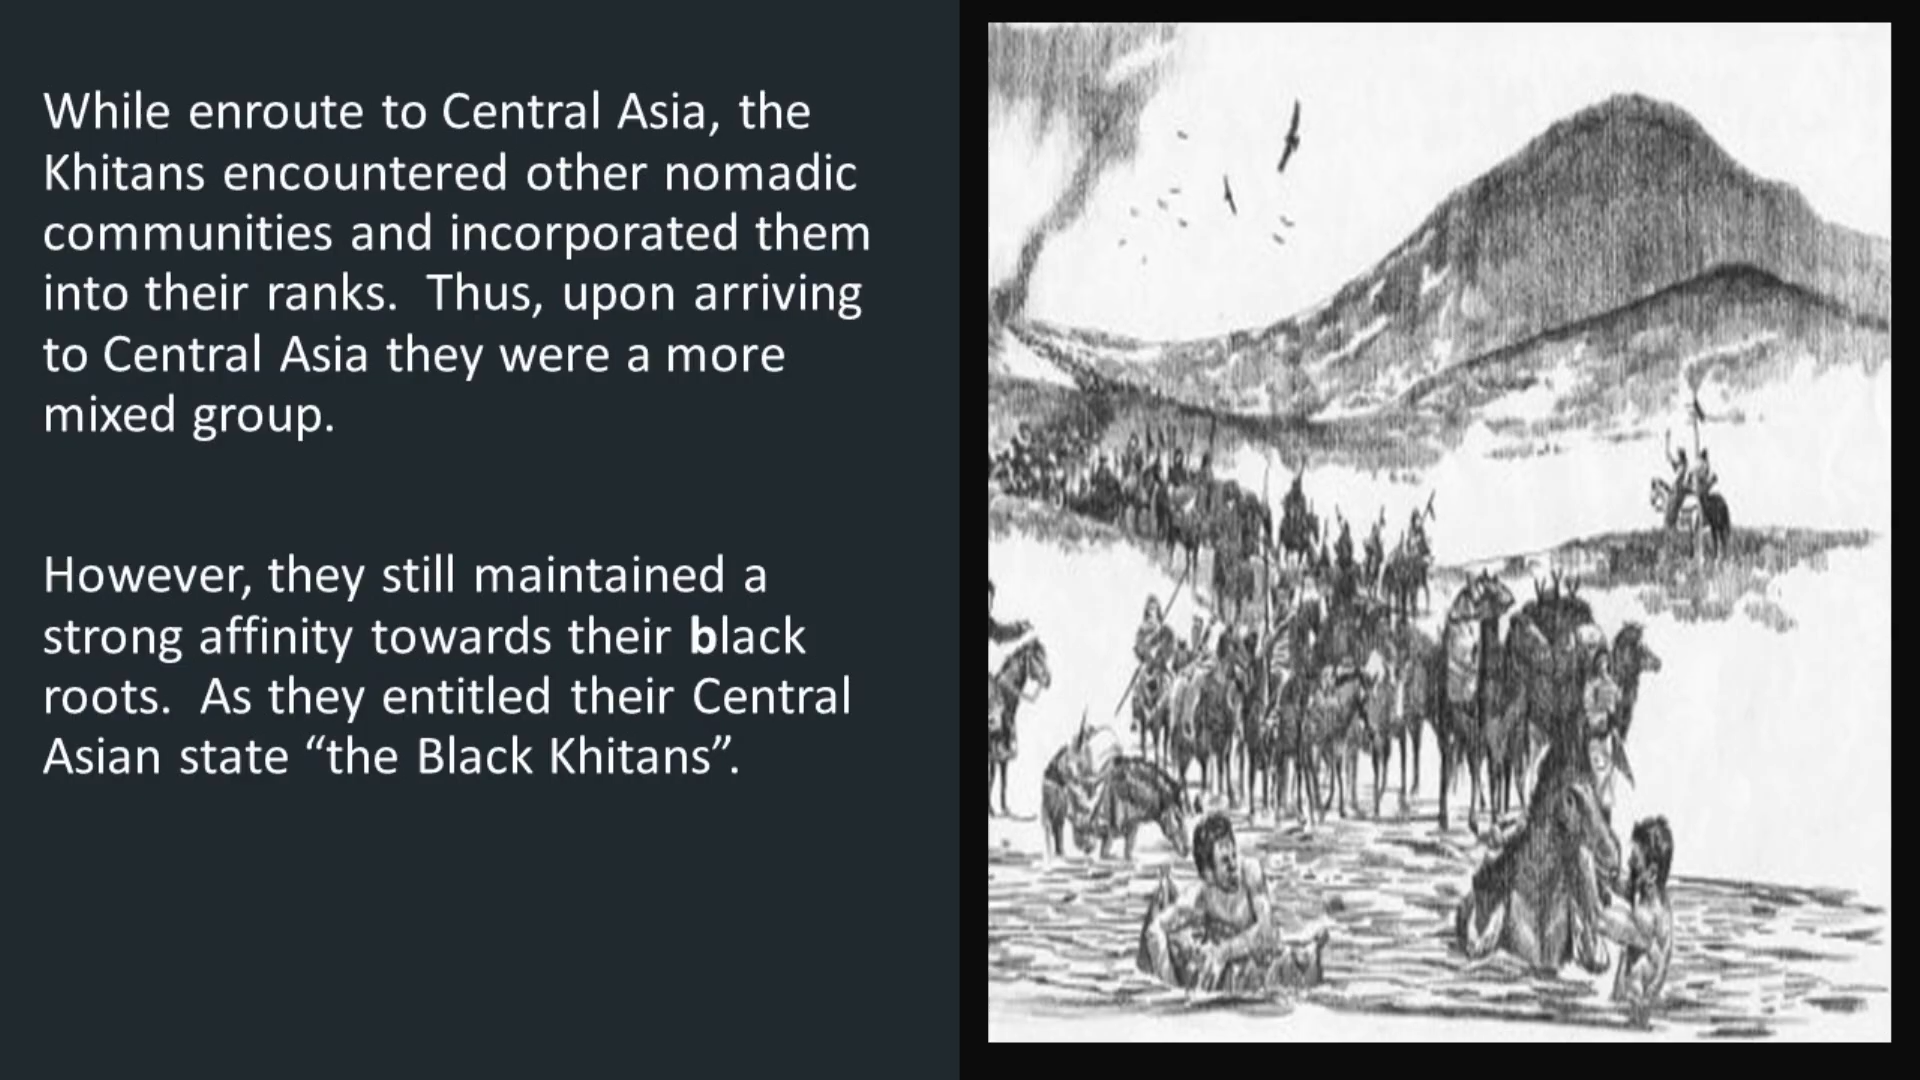 While enroute to Central Asia, the
Khitans encountered other nomadic
communities and incorporated them
into their ranks.  Thus, upon arriving
to Central Asia they were a more
mixed group.
However, they still maintained a
strong affinity towards their black
roots.  As they entitled their Central
Asian state “the Black Khitans”.